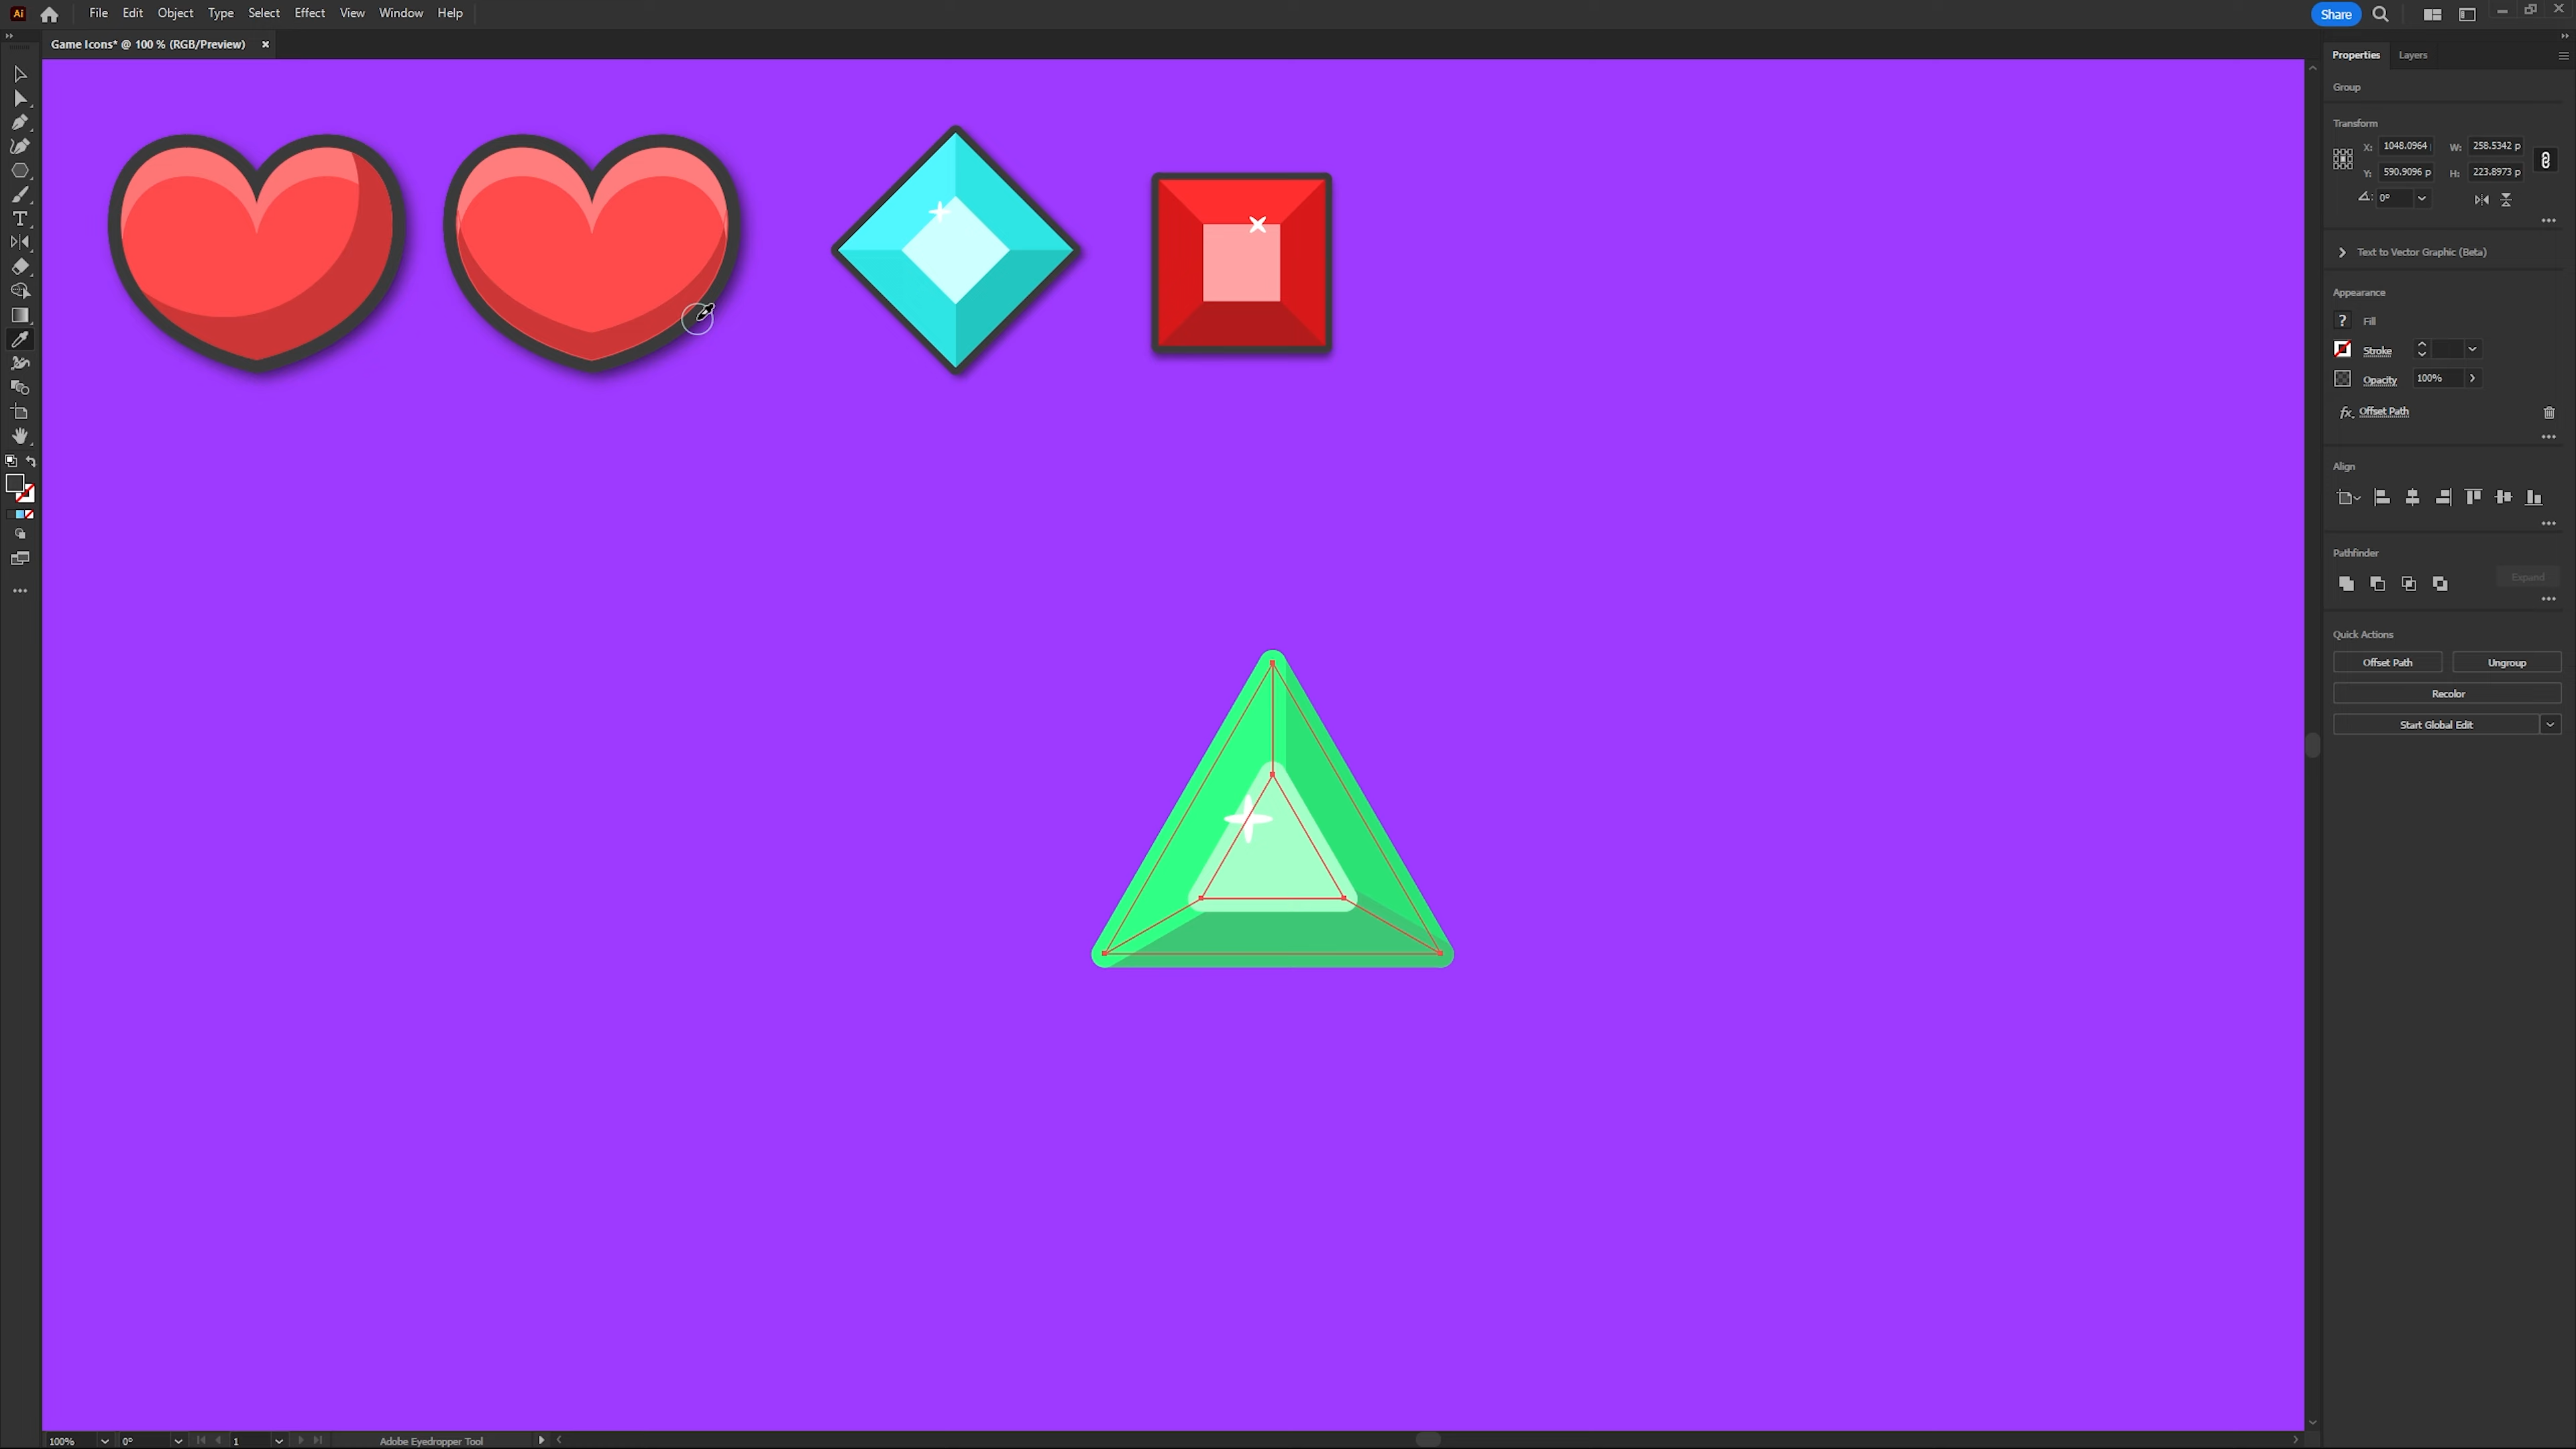 Ai File Edit Object Type Select Effect View Window Help Share
Game Icons* @ 100 % (RGB/Preview) ×
Properties Layers
Group
Transform
X: 1048.0964 W: 258.5342 p
Y: 590.9096 p H: 223.8973 p
0°
Text to Vector Graphic (Beta)
Appearance
? Fill
Stroke
Opacity 100%
fx. Offset Path
Align
Pathfinder
Expand
Quick Actions
Offset Path Ungroup
Recolor
Start Global Edit
100% 0° 1 Adobe Eyedropper Tool